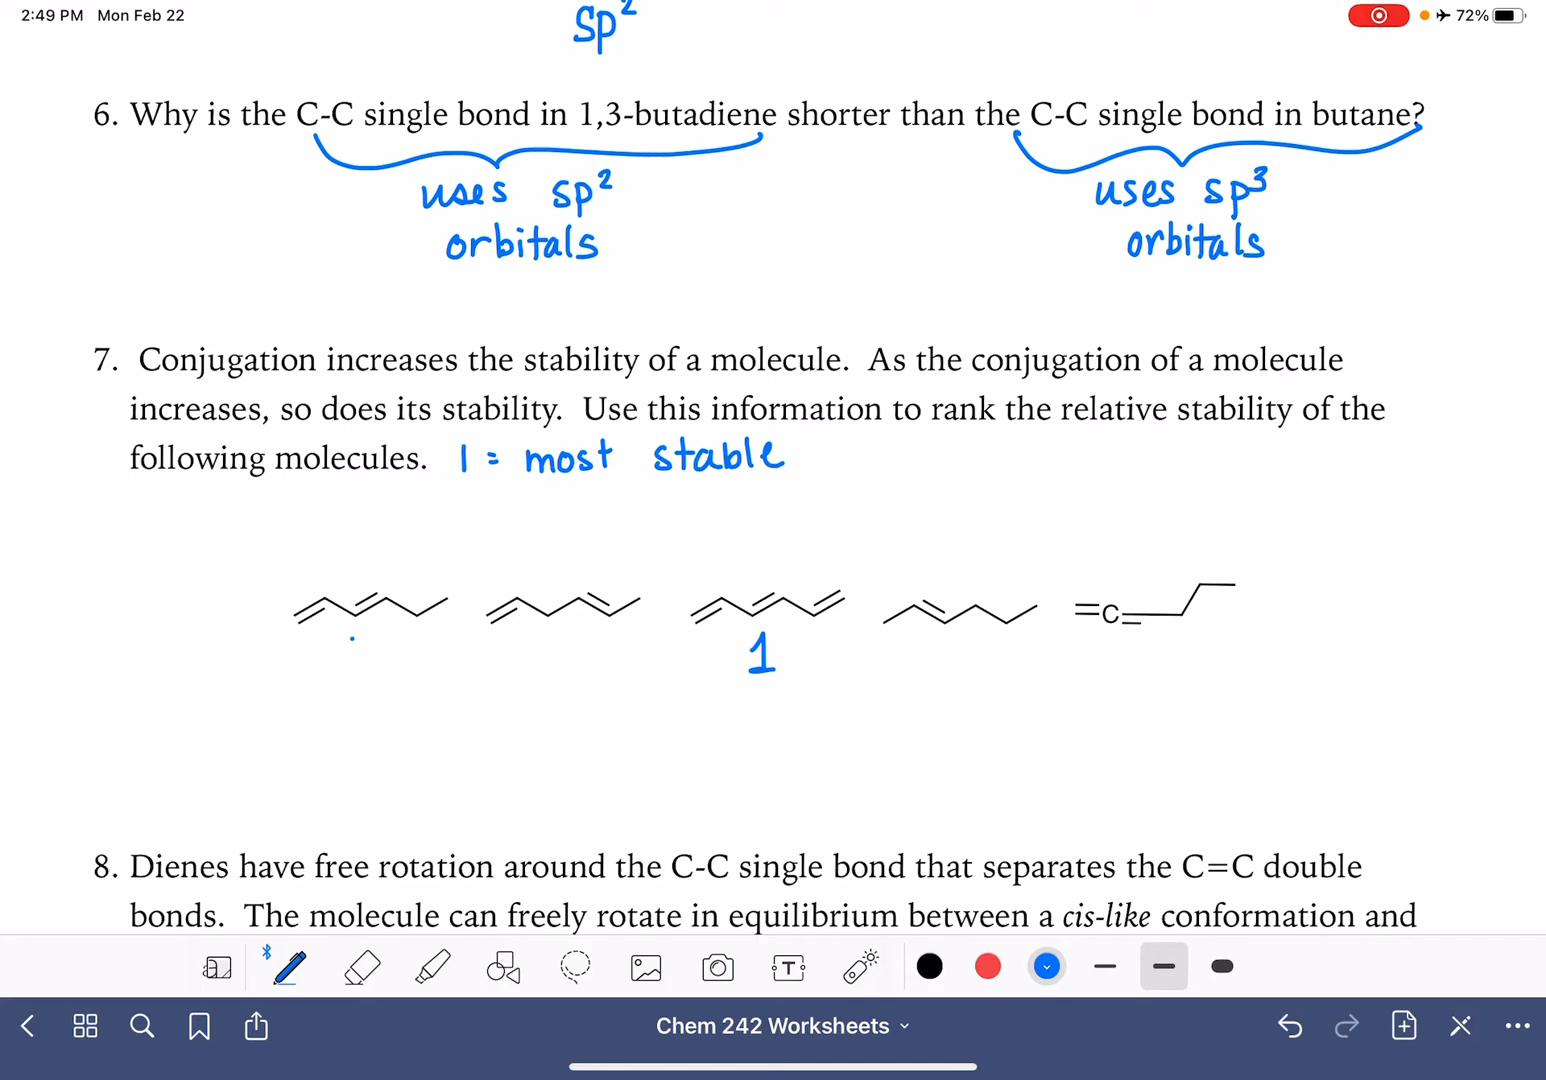 2:49 PM Mon Feb 22
72%
sp²
6. Why is the C-C single bond in 1,3-butadiene shorter than the C-C single bond in butane?
uses sp² orbitals
uses sp³ orbitals
7. Conjugation increases the stability of a molecule. As the conjugation of a molecule
increases, so does its stability. Use this information to rank the relative stability of the
following molecules. 1 = most stable
=C=
1
8. Dienes have free rotation around the C-C single bond that separates the C=C double
bonds. The molecule can freely rotate in equilibrium between a cis-like conformation and
a
T
Chem 242 Worksheets